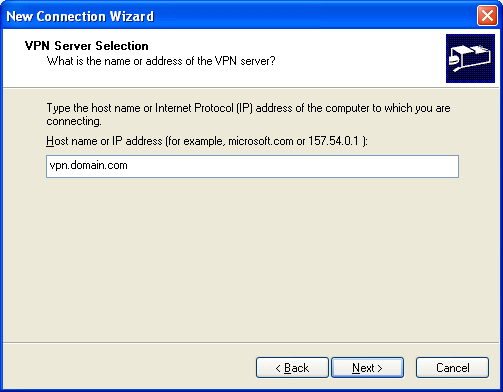 New Connection Wizard
VPN Server Selection
What is the name or address of the VPN server?
Type the host name or Internet Protocol (IP) address of the computer to which you are
connecting.
Host name or IP address (for example, microsoft.com or 157.54.0.1 ):
vpn.domain.com
< Back Next > Cancel